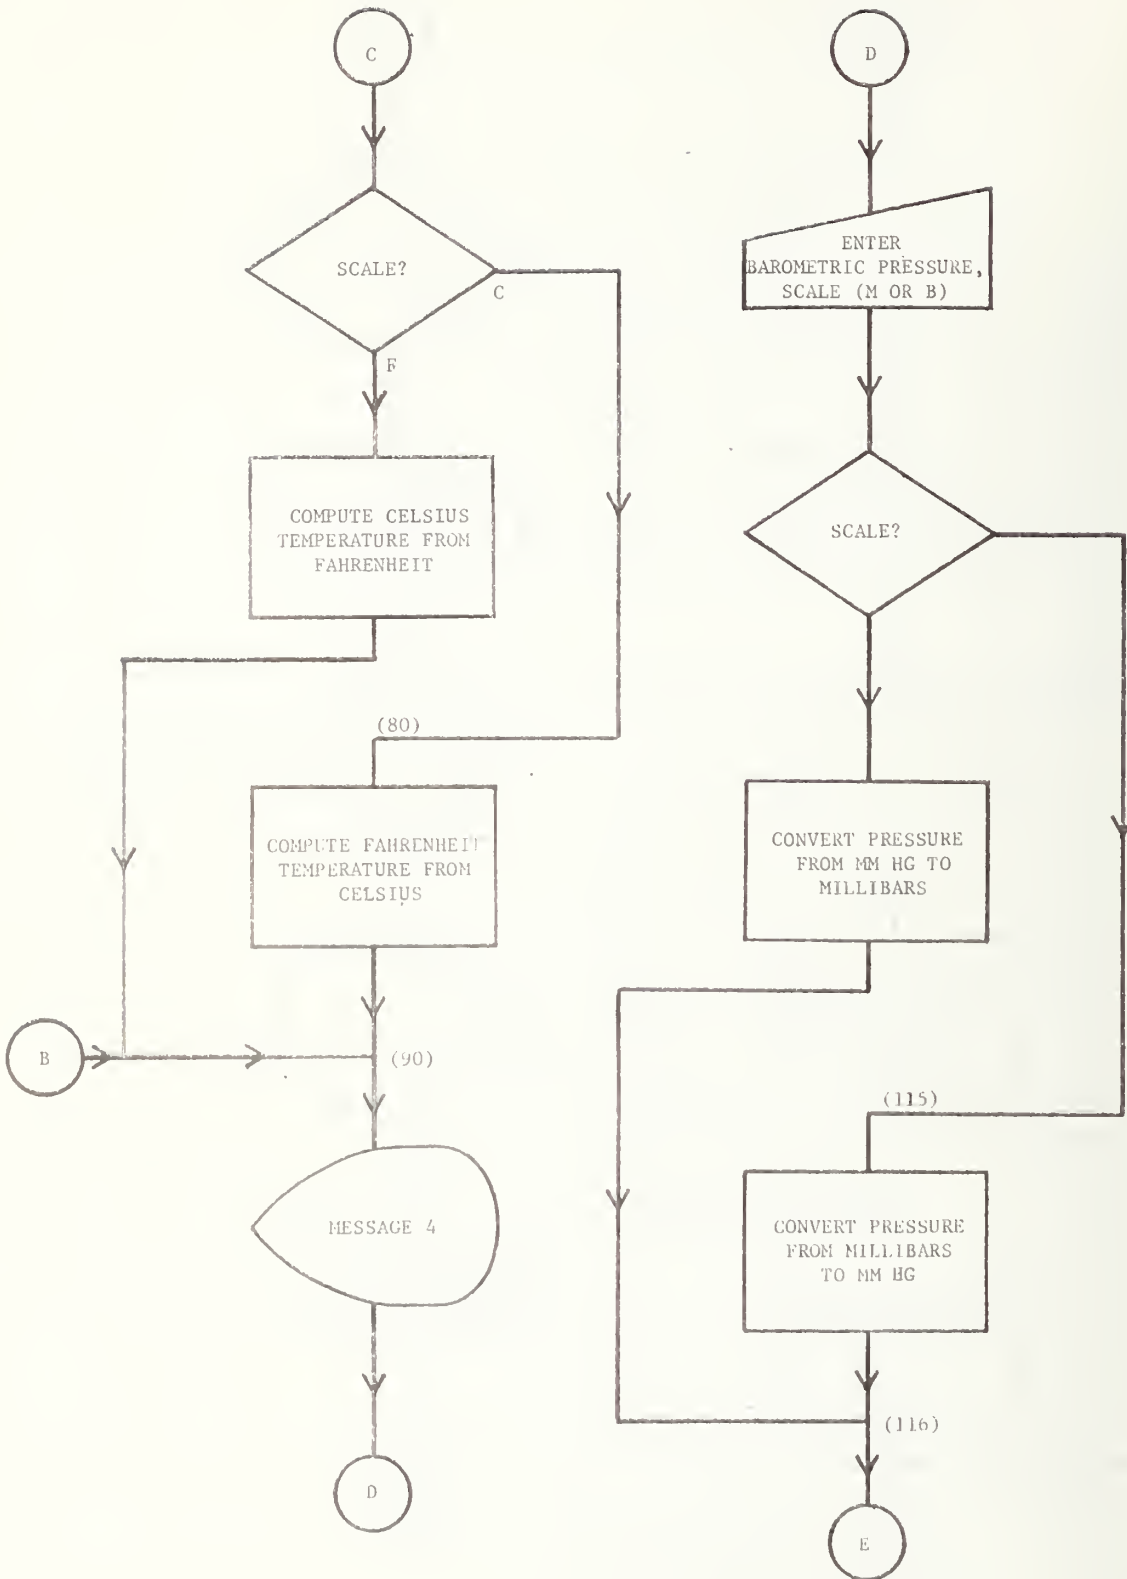 C
SCALE?
C
F
COMPUTE CELSIUS
TEMPERATURE FROM
FAHRENHEIT
(80)
COMPUTE FAHRENHEIT
TEMPERATURE FROM
CELSIUS
B
(90)
MESSAGE 4
D
D
ENTER
BAROMETRIC PRESSURE,
SCALE (M OR B)
SCALE?
CONVERT PRESSURE
FROM MM HG TO
MILLIBARS
(115)
CONVERT PRESSURE
FROM MILLIBARS
TO MM HG
(116)
E